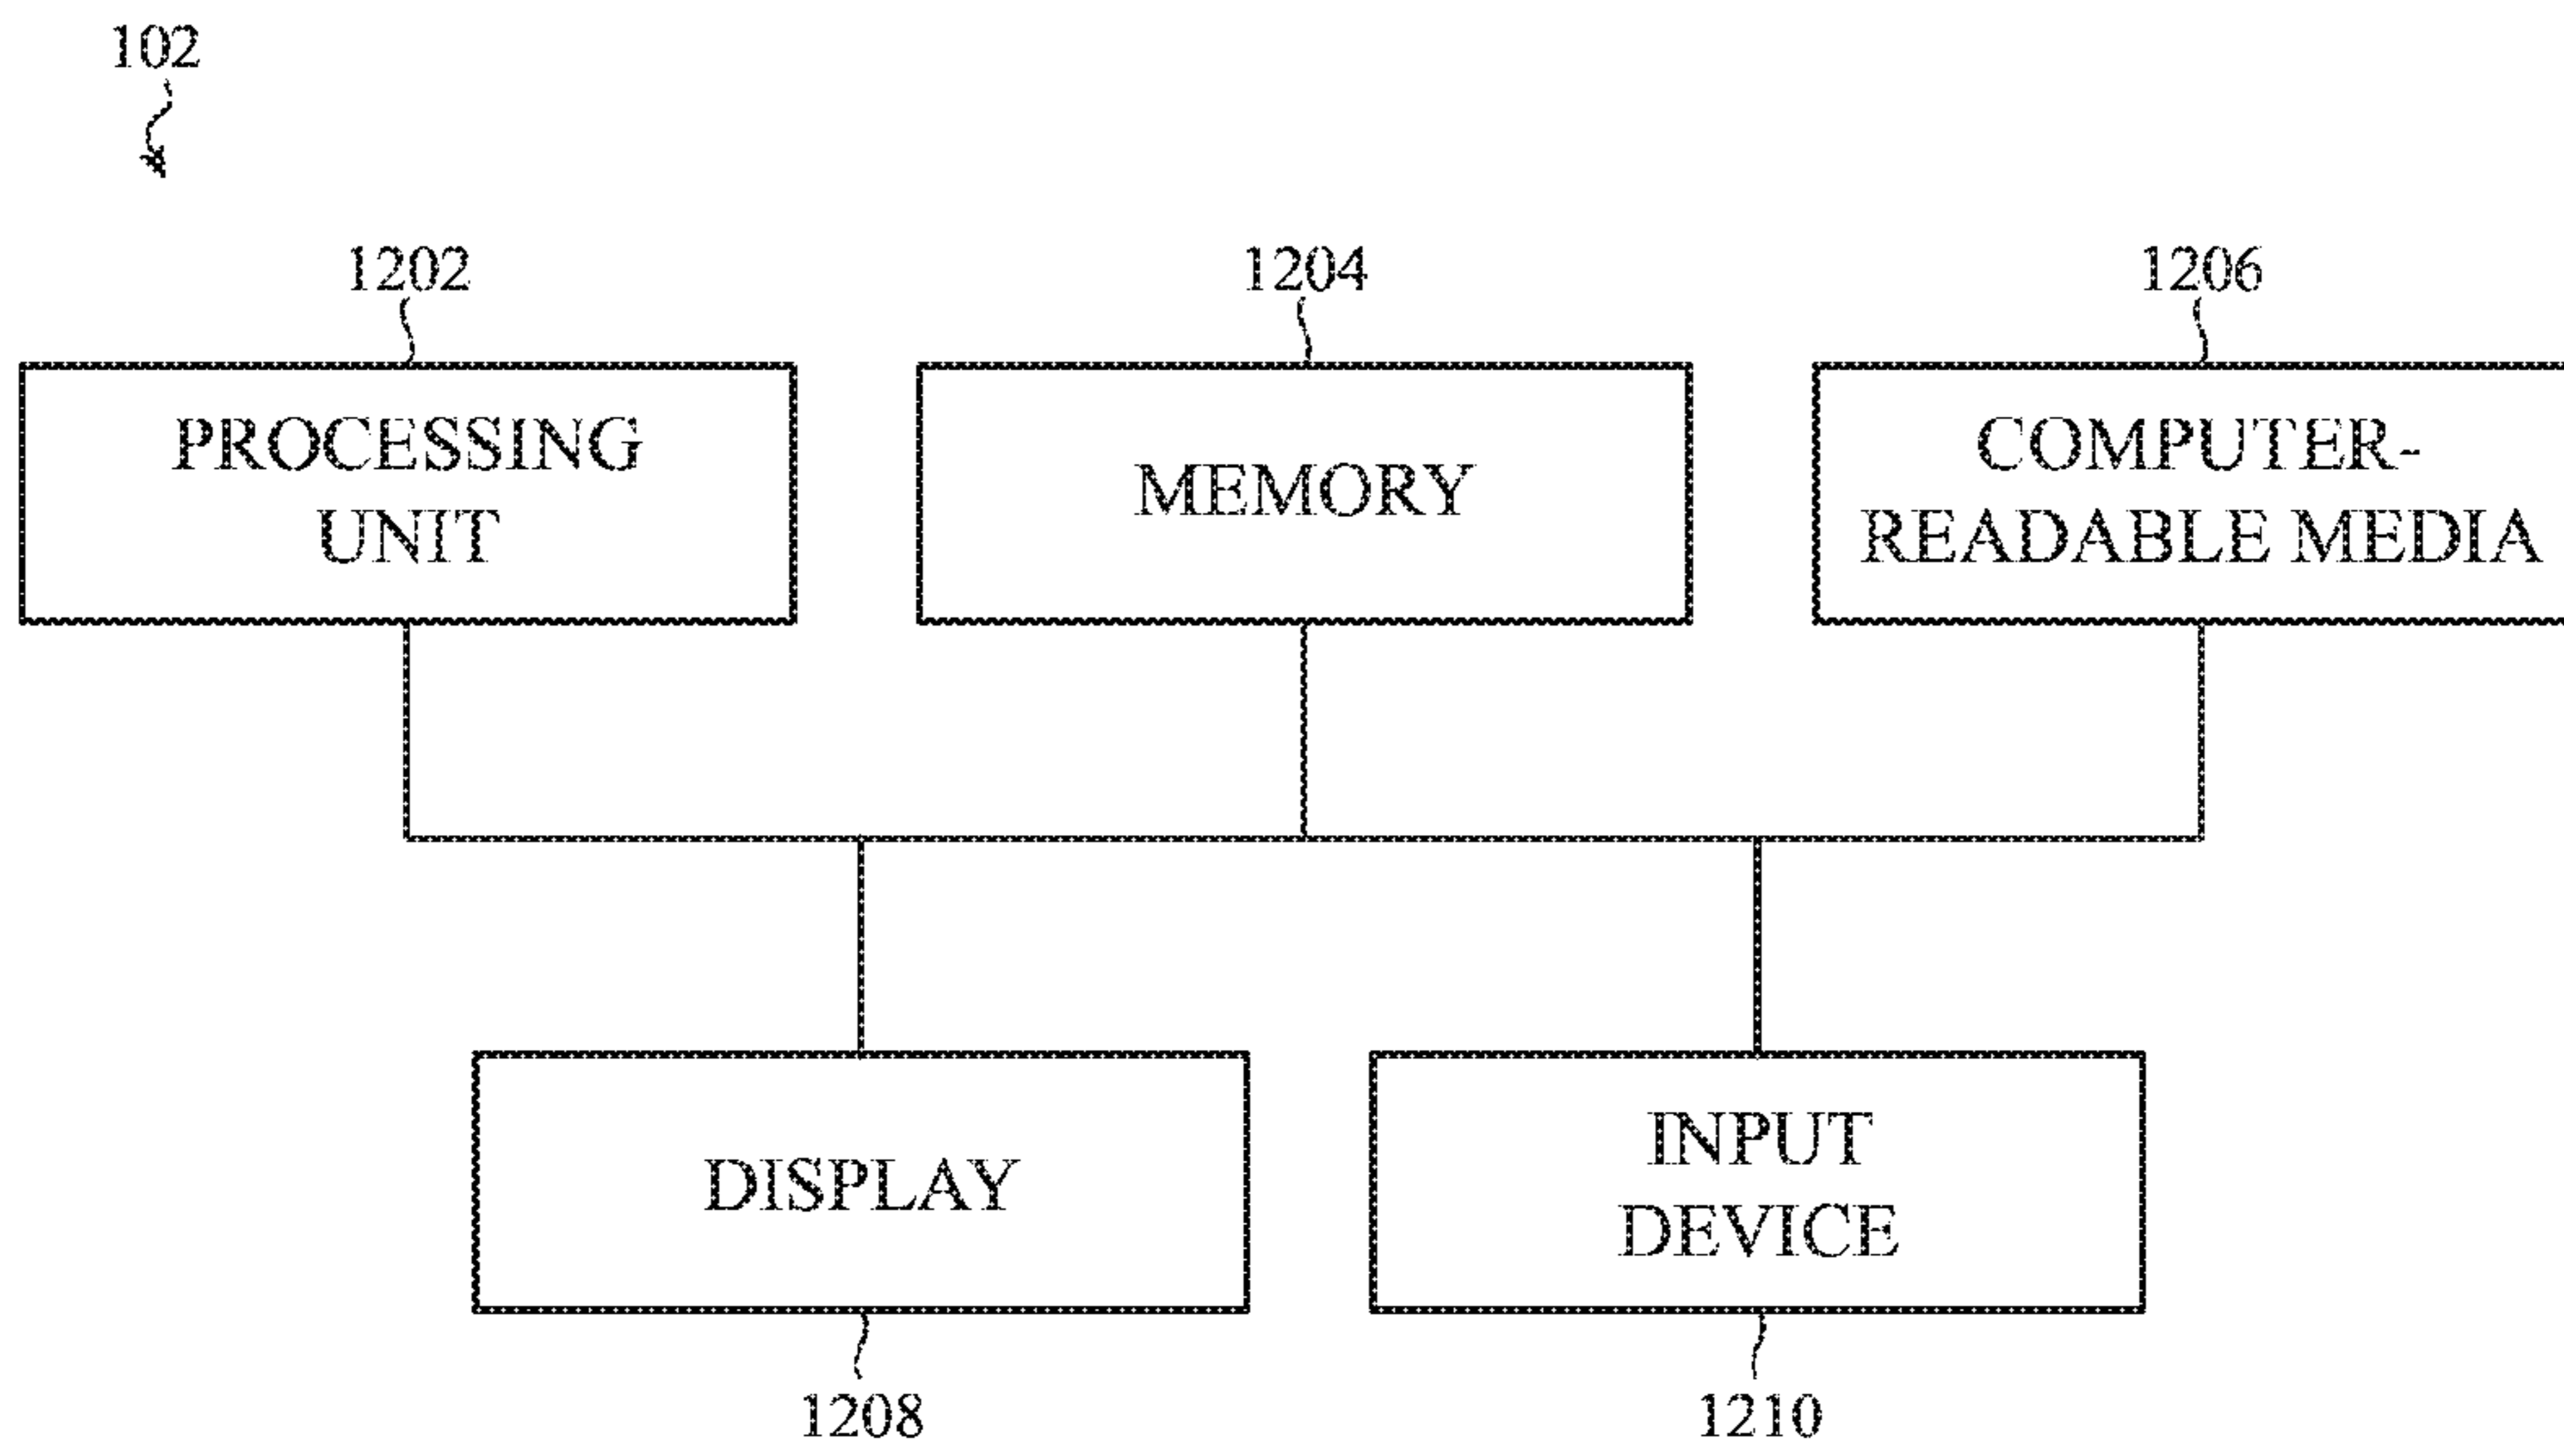 102
1202
1204
1206
PROCESSING
UNIT
MEMORY
COMPUTER-
READABLE MEDIA
DISPLAY
INPUT
DEVICE
1208
1210